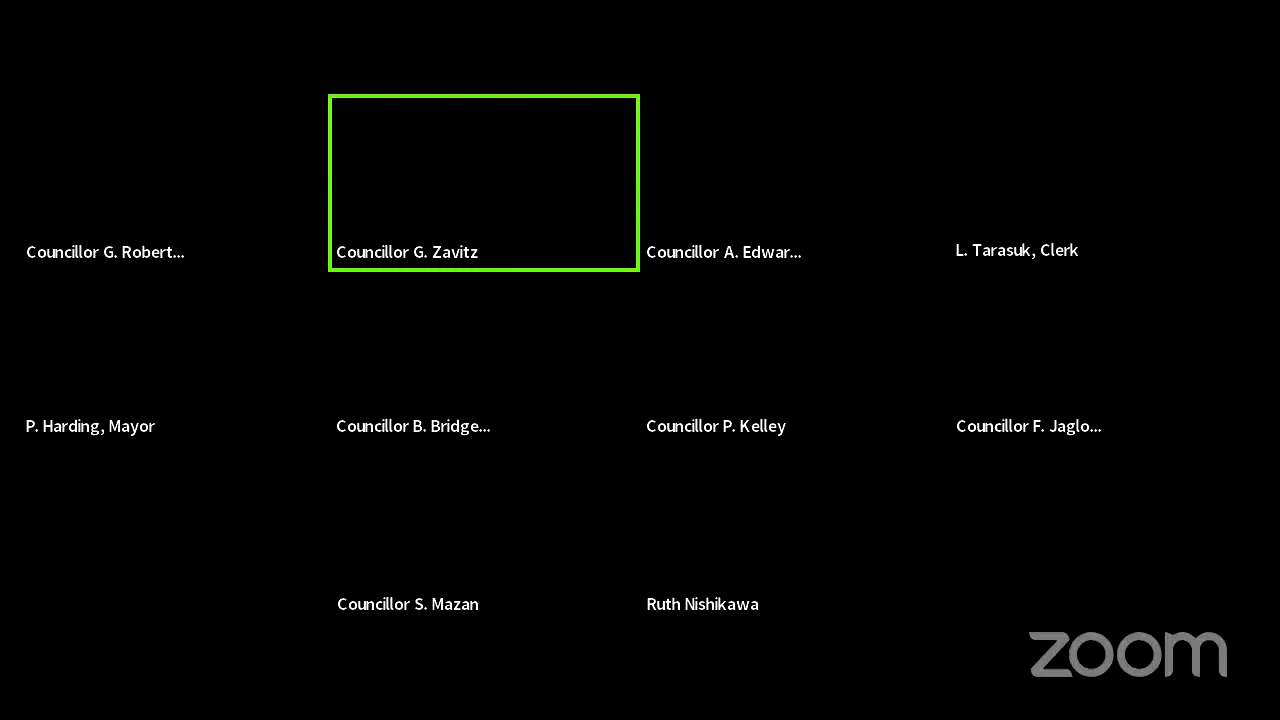 Councillor G. Robert...
Councillor G. Zavitz
Councillor A. Edwar...
L. Tarasuk, Clerk
P. Harding, Mayor
Councillor B. Bridge...
Councillor P. Kelley
Councillor F. Jaglo...
Councillor S. Mazan
Ruth Nishikawa
zoom